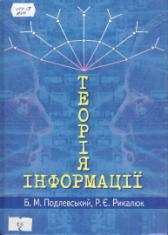 ТЕОРІЯ
ІНФОРМАЦІЇ
Б. М. Подлевський, Р. Є. Рикалюк